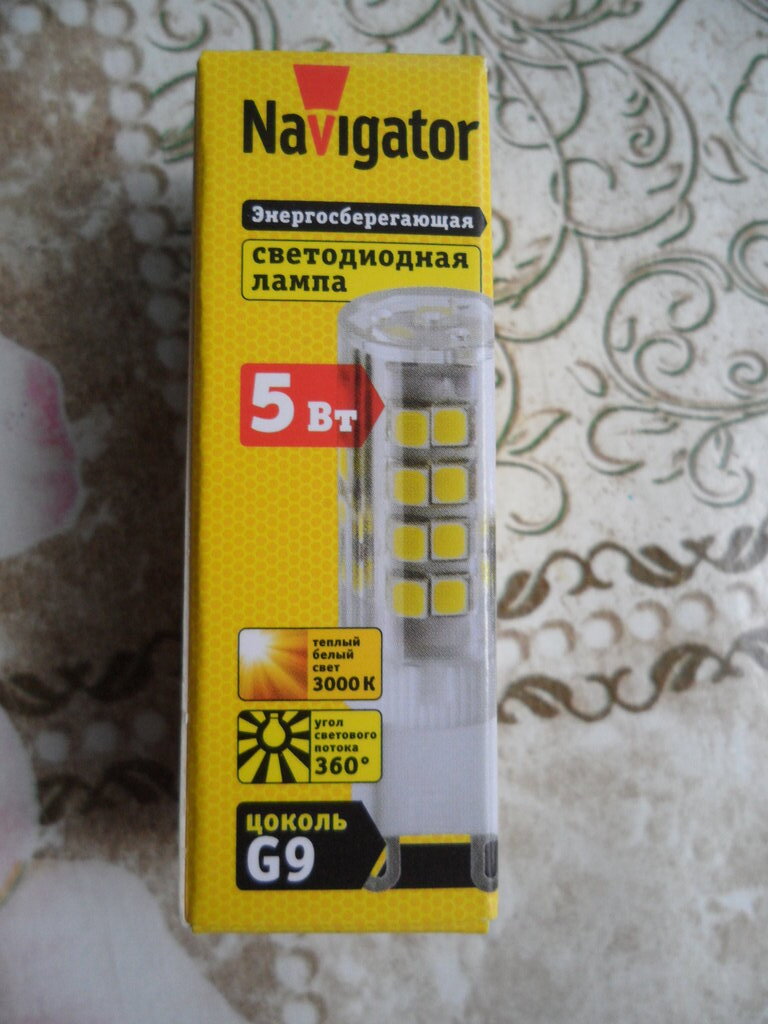 Navigator
Энергосберегающая
светодиодная
лампа
5 Вт
теплый
белый
свет
3000 K
угол
светового
потока
360°
цоколь
G9